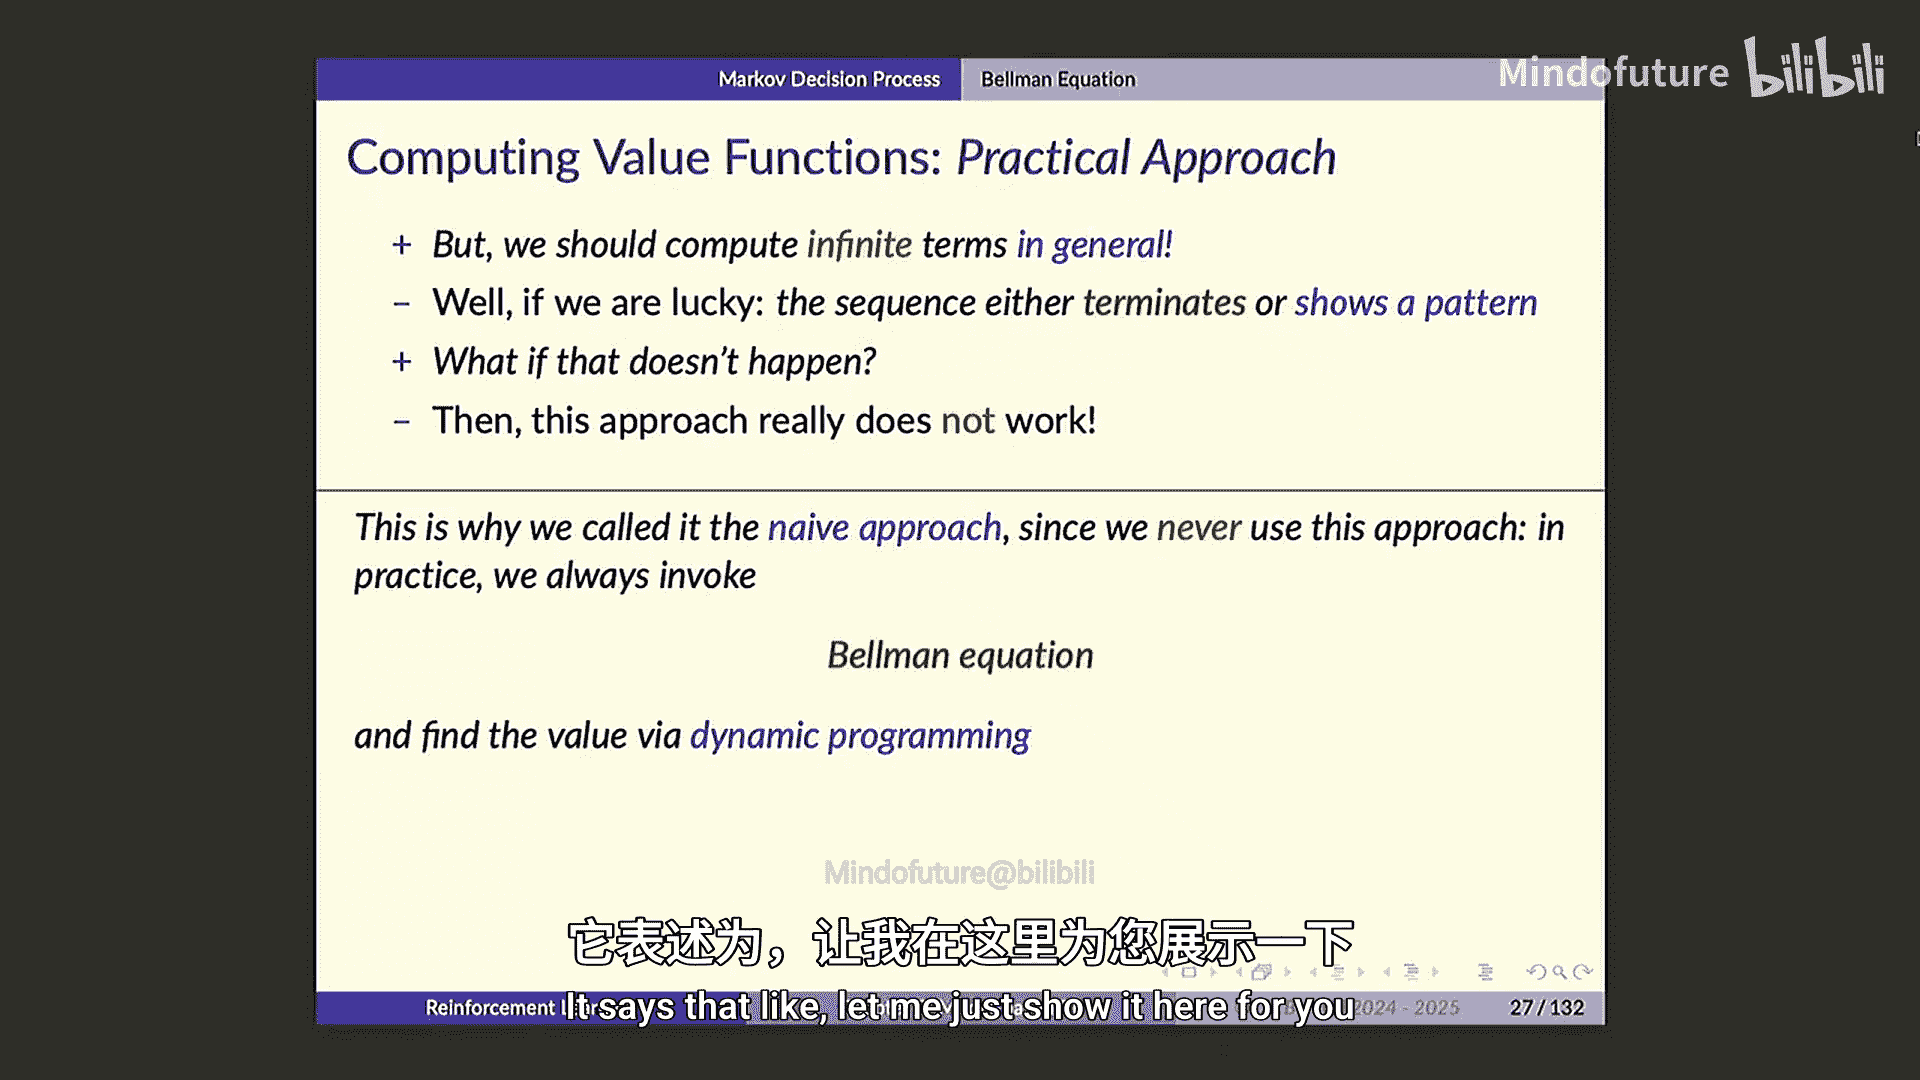 Markov Decision Process
Bellman Equation
Mindofuture bilibili
Computing Value Functions: Practical Approach
+ But, we should compute infinite terms in general!
– Well, if we are lucky: the sequence either terminates or shows a pattern
+ What if that doesn't happen?
– Then, this approach really does not work!
This is why we called it the naive approach, since we never use this approach: in
practice, we always invoke
Bellman equation
and find the value via dynamic programming
Mindofuture@bilibili
它表述为，让我在这里为您展示一下
It says that like, let me just show it here for you
Reinforcement
2024 - 2025
27 / 132